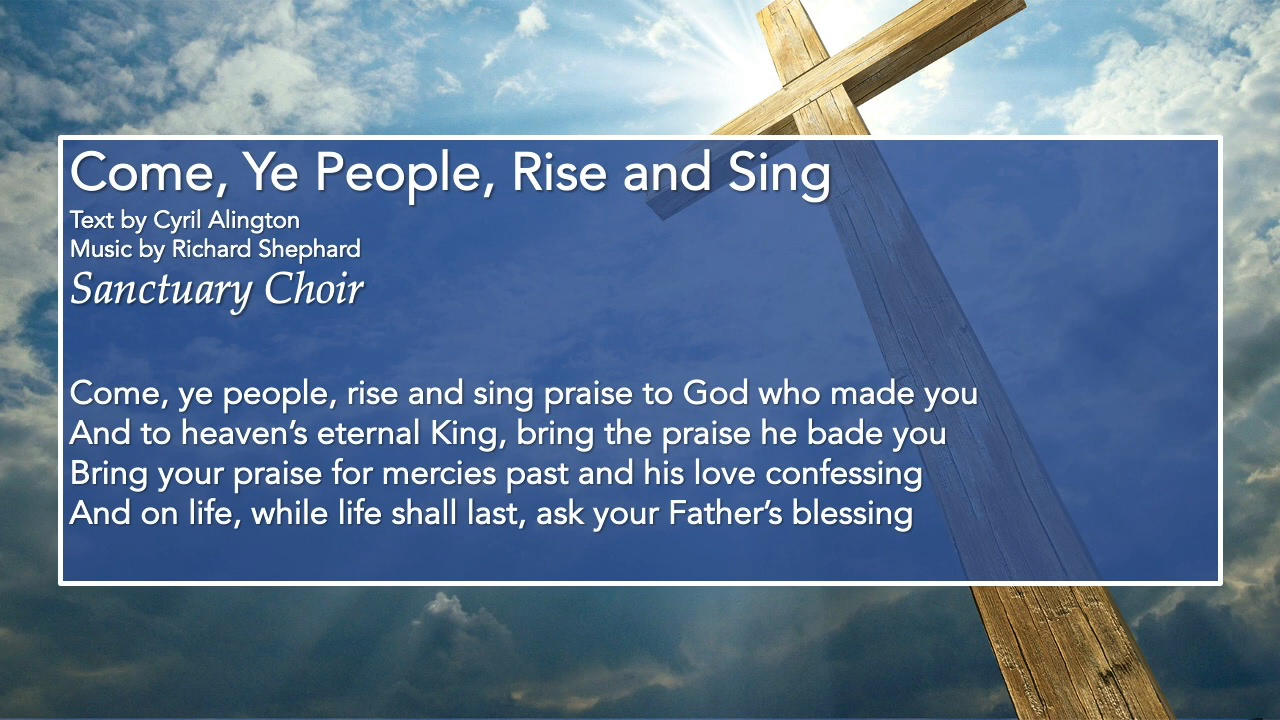 Come, Ye People, Rise and Sing
Text by Cyril Alington
Music by Richard Shephard
Sanctuary Choir
Come, ye people, rise and sing praise to God who made you
And to heaven’s eternal King, bring the praise he bade you
Bring your praise for mercies past and his love confessing
And on life, while life shall last, ask your Father’s blessing